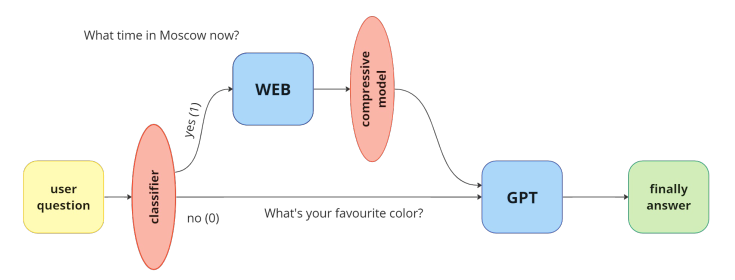 What time in Moscow now?
compressive
model
WEB
yes (1)
user
question
classifier
no (0)
What's your favourite color?
GPT
finally
answer